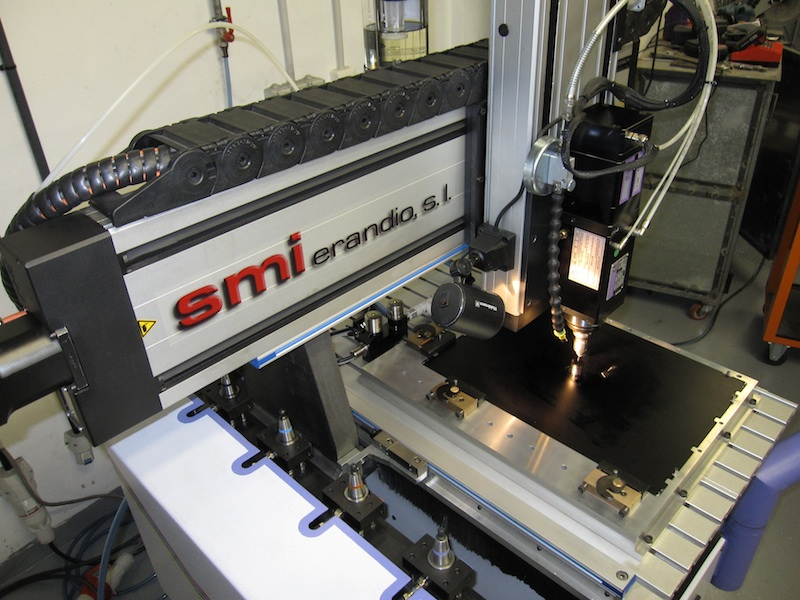 smi erandio, s. l.